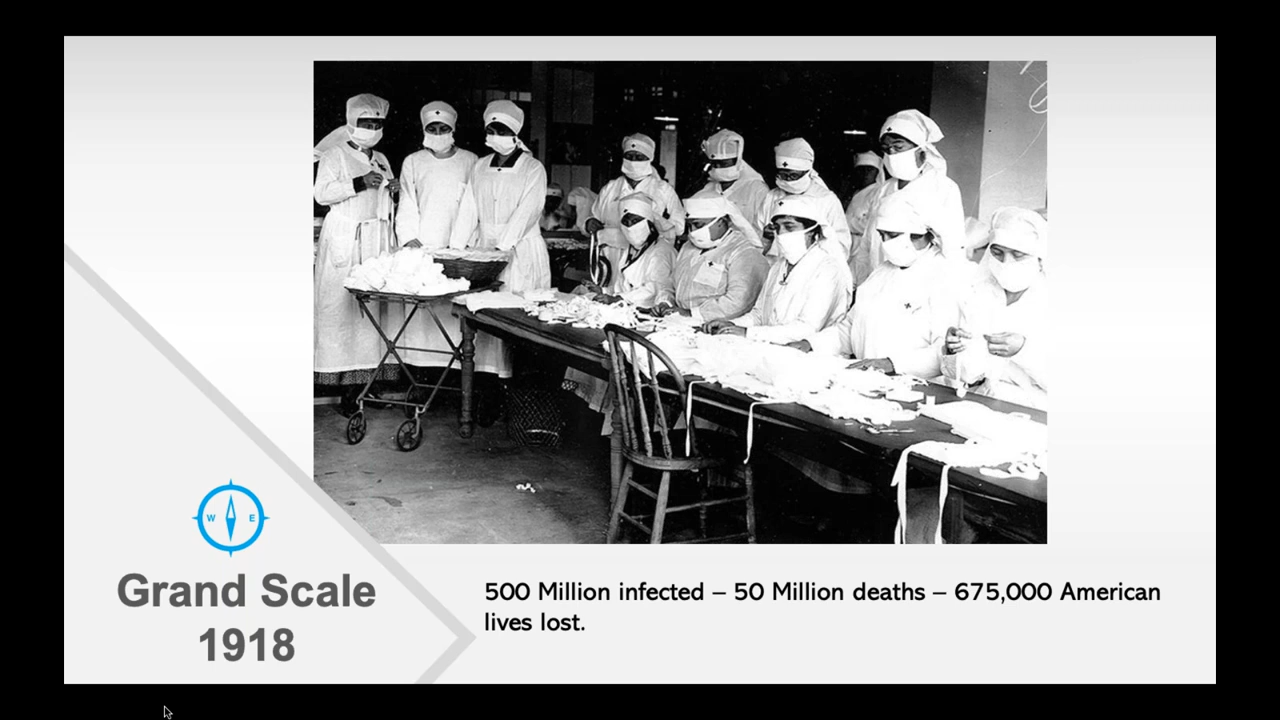 W E
Grand Scale
1918
500 Million infected – 50 Million deaths – 675,000 American
lives lost.